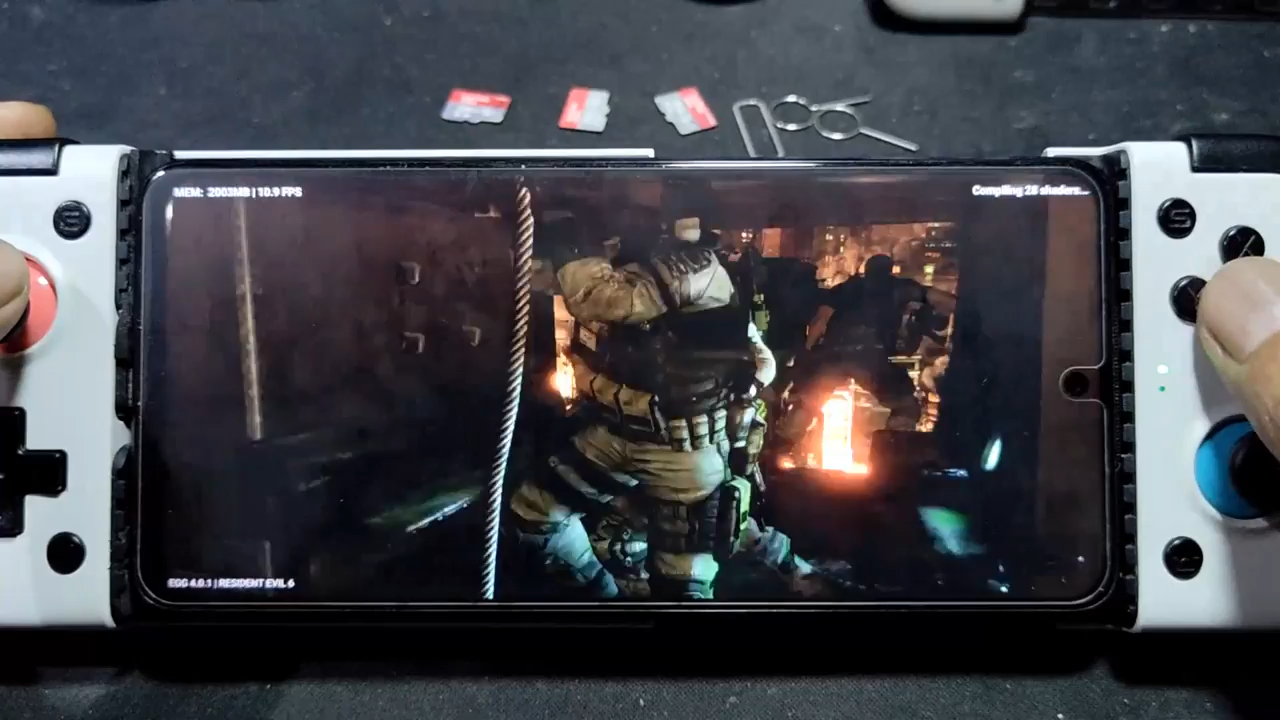 MEM: 2003MB | 10.9 FPS
Compiling 28 shaders...
EGG 4.0.1 | RESIDENT EVIL 6